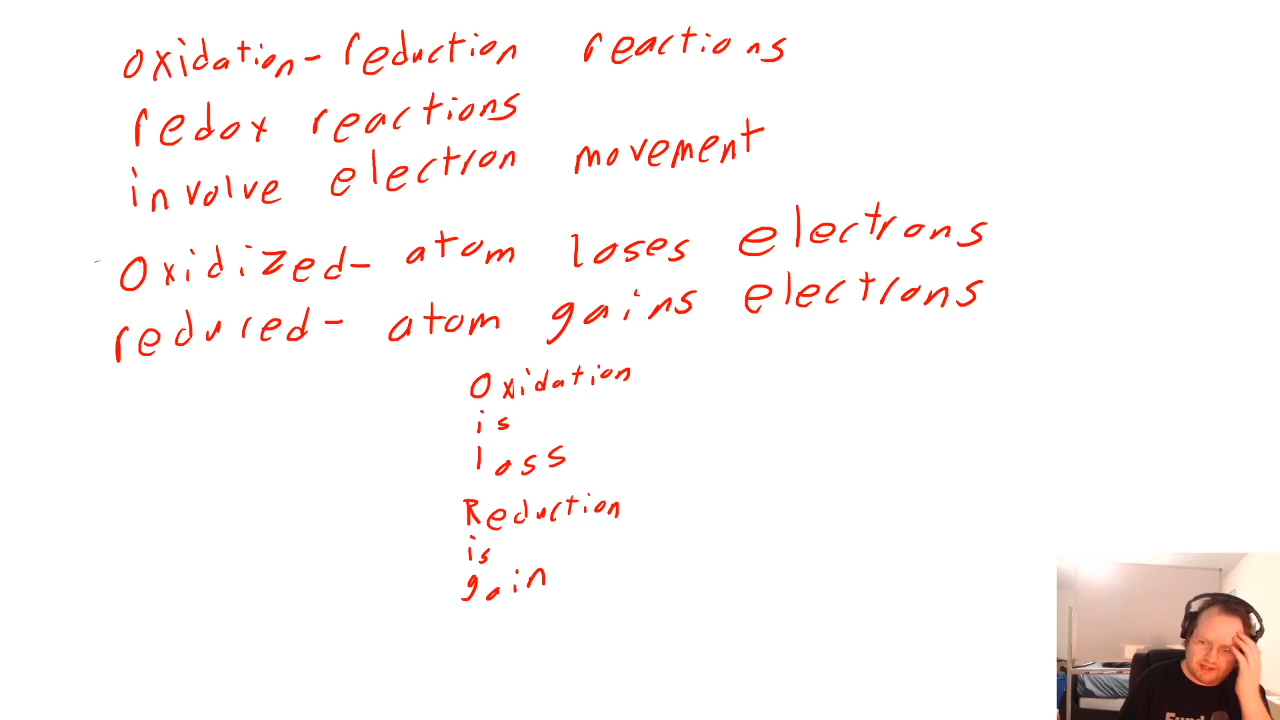 oxidation-reduction reactions
redox reactions
involve electron movement
Oxidized- atom loses electrons
reduced- atom gains electrons
Oxidation
is
loss
Reduction
is
gain